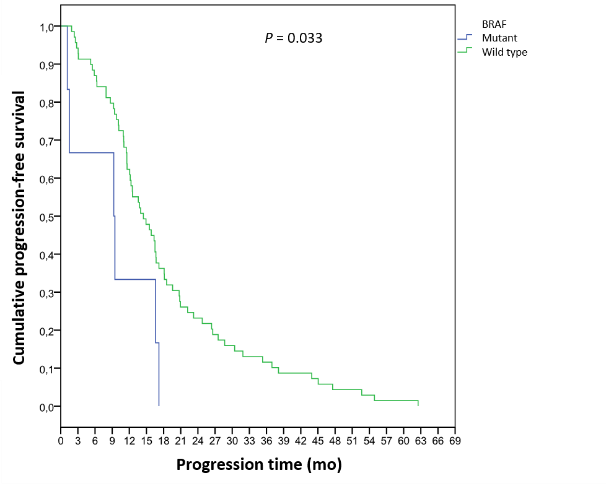 P = 0.033
BRAF
Mutant
Wild type
Cumulative progression-free survival
1,0
0,9
0,8
0,7
0,6
0,5
0,4
0,3
0,2
0,1
0,0
0 3 6 9 12 15 18 21 24 27 30 33 36 39 42 45 48 51 54 57 60 63 66 69
Progression time (mo)